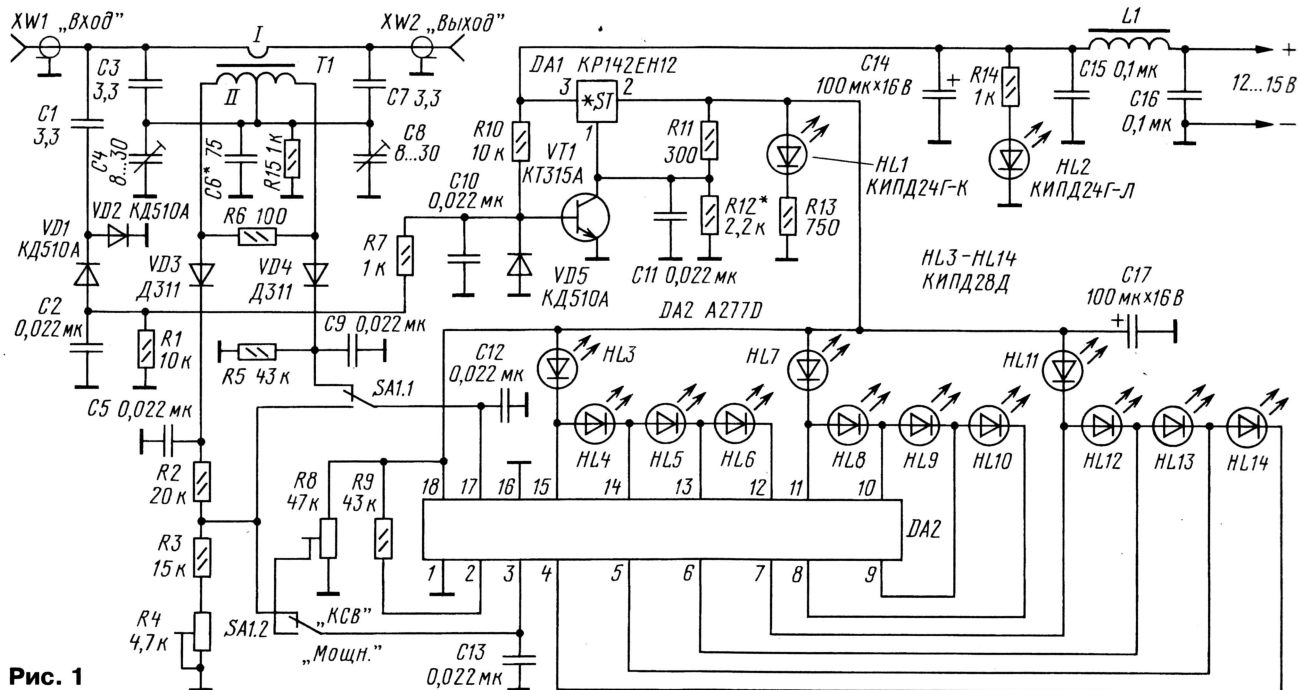 XW1 „Вход"
XW2 „Выход"
I
T1
II
C3
3,3
C7 3,3
C1
3,3
C4
8...30
C6* 75
R15 1к
C8
8...30
VD2 КД510А
VD1
КД510А
R6 100
VD3
Д311
VD4
Д311
C2
0,022 мк
R1
10 к
R5 43 к
C9 0,022 мк
C5 0,022 мк
R2
20 к
R3
15 к
R4
4,7 к
SA1.1
SA1.2
„КСВ"
„Мощн."
R7
1 к
C10
0,022 мк
R10
10 к
DA1 КР142ЕН12
3
*ST
2
1
VT1
КТ315А
VD5
КД510А
R11
300
R12*
2,2 к
C11 0,022 мк
HL1
КИПД24Г-К
R13
750
C14
100 мк×16 В
R14
1 к
HL2
КИПД24Г-Л
L1
C15 0,1 мк
C16
0,1 мк
+
12...15 В
−
HL3-HL14
КИПД28Д
C17
100 мк×16 В
+
+
DA2 A277D
C12
0,022 мк
HL3
HL7
HL11
HL4
HL5
HL6
HL8
HL9
HL10
HL12
HL13
HL14
R8
47 к
R9
43 к
18
17
16
15
14
13
12
11
10
DA2
1
2
3
4
5
6
7
8
9
C13
0,022 мк
Рис. 1